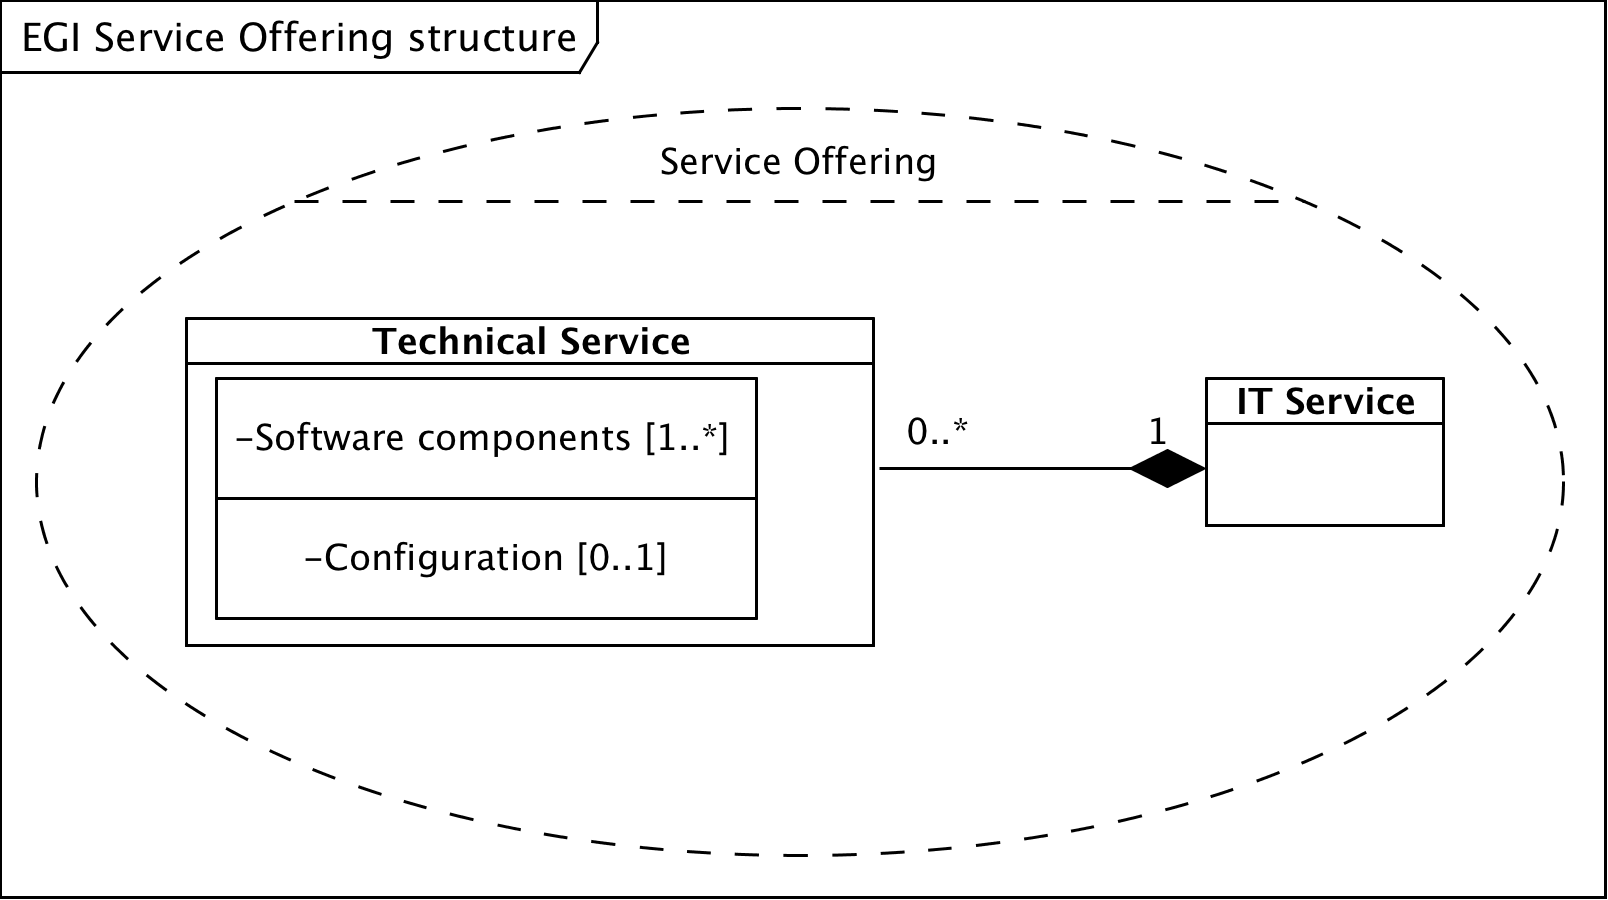 EGI Service Offering structure
Service Offering
Technical Service
-Software components [1..*]
-Configuration [0..1]
0..*
1
IT Service